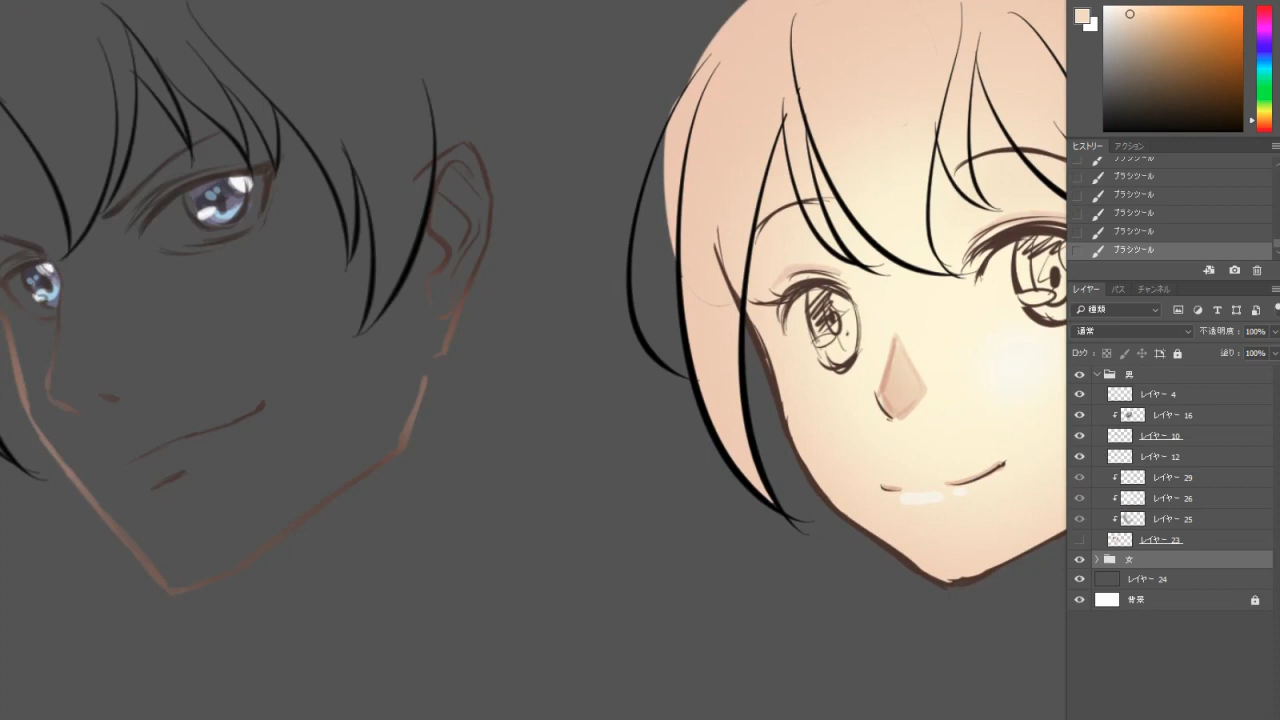 ヒストリー アクション
ブラシツール
ブラシツール
ブラシツール
ブラシツール
ブラシツール
ブラシツール
レイヤー パス チャンネル
種類
通常 不透明度: 100%
ロック: 塗り: 100%
男
レイヤー 4
レイヤー 16
レイヤー 10
レイヤー 12
レイヤー 29
レイヤー 26
レイヤー 25
レイヤー 23
女
レイヤー 24
背景